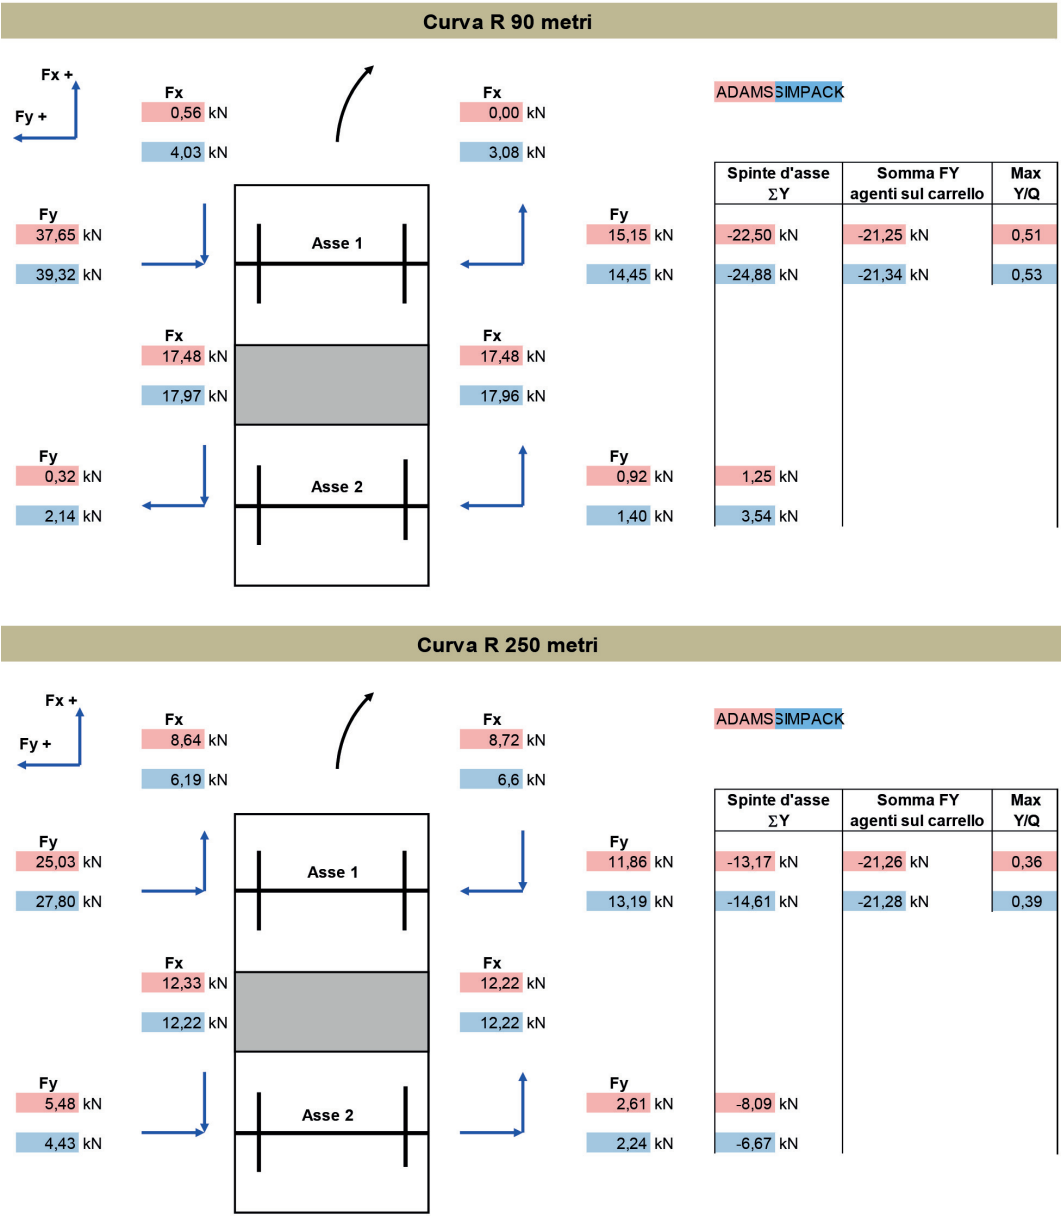 Curva R 90 metri
Fx +
Fy +
Fx Fx
0,56 kN 0,00 kN ADAMS SIMPACK
4,03 kN 3,08 kN
Spinte d'asse Somma FY Max
ΣY agenti sul carrello Y/Q
Fy Fy
37,65 kN Asse 1 15,15 kN -22,50 kN -21,25 kN 0,51
39,32 kN 14,45 kN -24,88 kN -21,34 kN 0,53
Fx Fx
17,48 kN 17,48 kN
17,97 kN 17,96 kN
Fy Fy
0,32 kN Asse 2 0,92 kN 1,25 kN
2,14 kN 1,40 kN 3,54 kN
Curva R 250 metri
Fx +
Fy +
Fx Fx
8,64 kN 8,72 kN ADAMS SIMPACK
6,19 kN 6,6 kN
Spinte d'asse Somma FY Max
ΣY agenti sul carrello Y/Q
Fy Fy
25,03 kN Asse 1 11,86 kN -13,17 kN -21,26 kN 0,36
27,80 kN 13,19 kN -14,61 kN -21,28 kN 0,39
Fx Fx
12,33 kN 12,22 kN
12,22 kN 12,22 kN
Fy Fy
5,48 kN Asse 2 2,61 kN -8,09 kN
4,43 kN 2,24 kN -6,67 kN